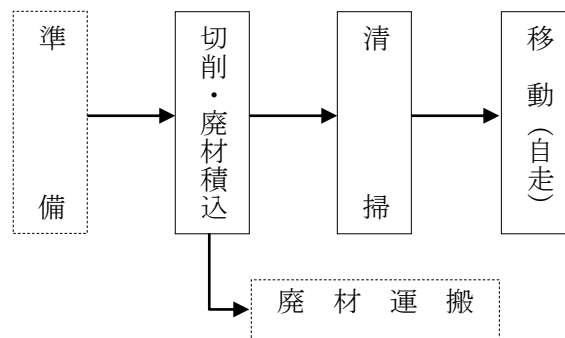 準備
切削・廃材積込
清掃
移動（自走）
廃材運搬